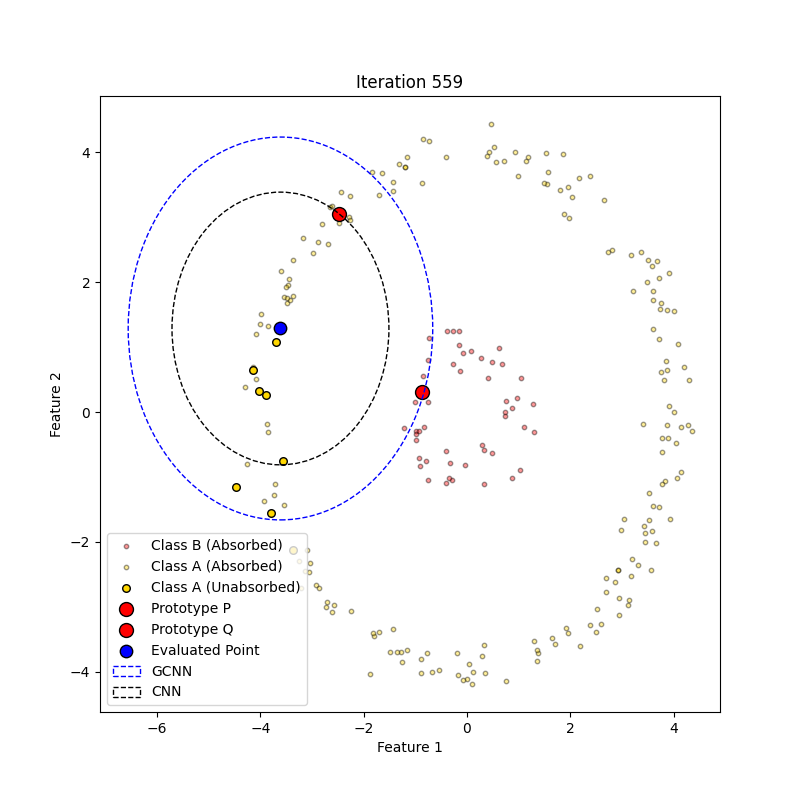 Iteration 559
4
2
0
−2
−4
Feature 2
Class B (Absorbed)
Class A (Absorbed)
Class A (Unabsorbed)
Prototype P
Prototype Q
Evaluated Point
GCNN
CNN
−6 −4 −2 0 2 4
Feature 1